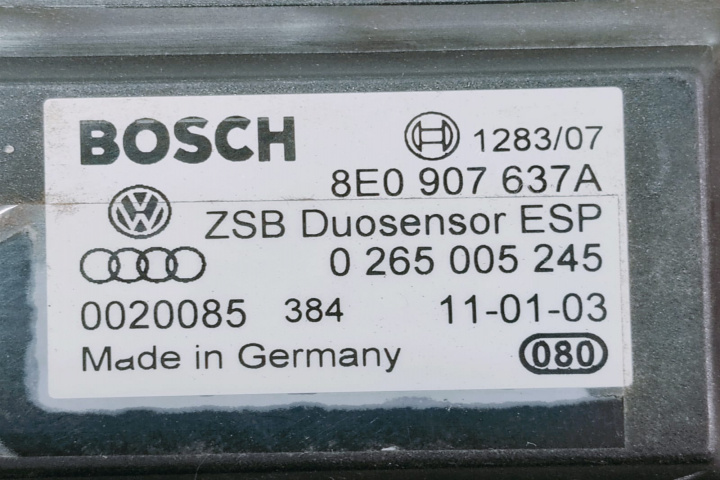 BOSCH 1283/07
8E0 907 637A
ZSB Duosensor ESP
0 265 005 245
0020085 384 11-01-03
Made in Germany 080